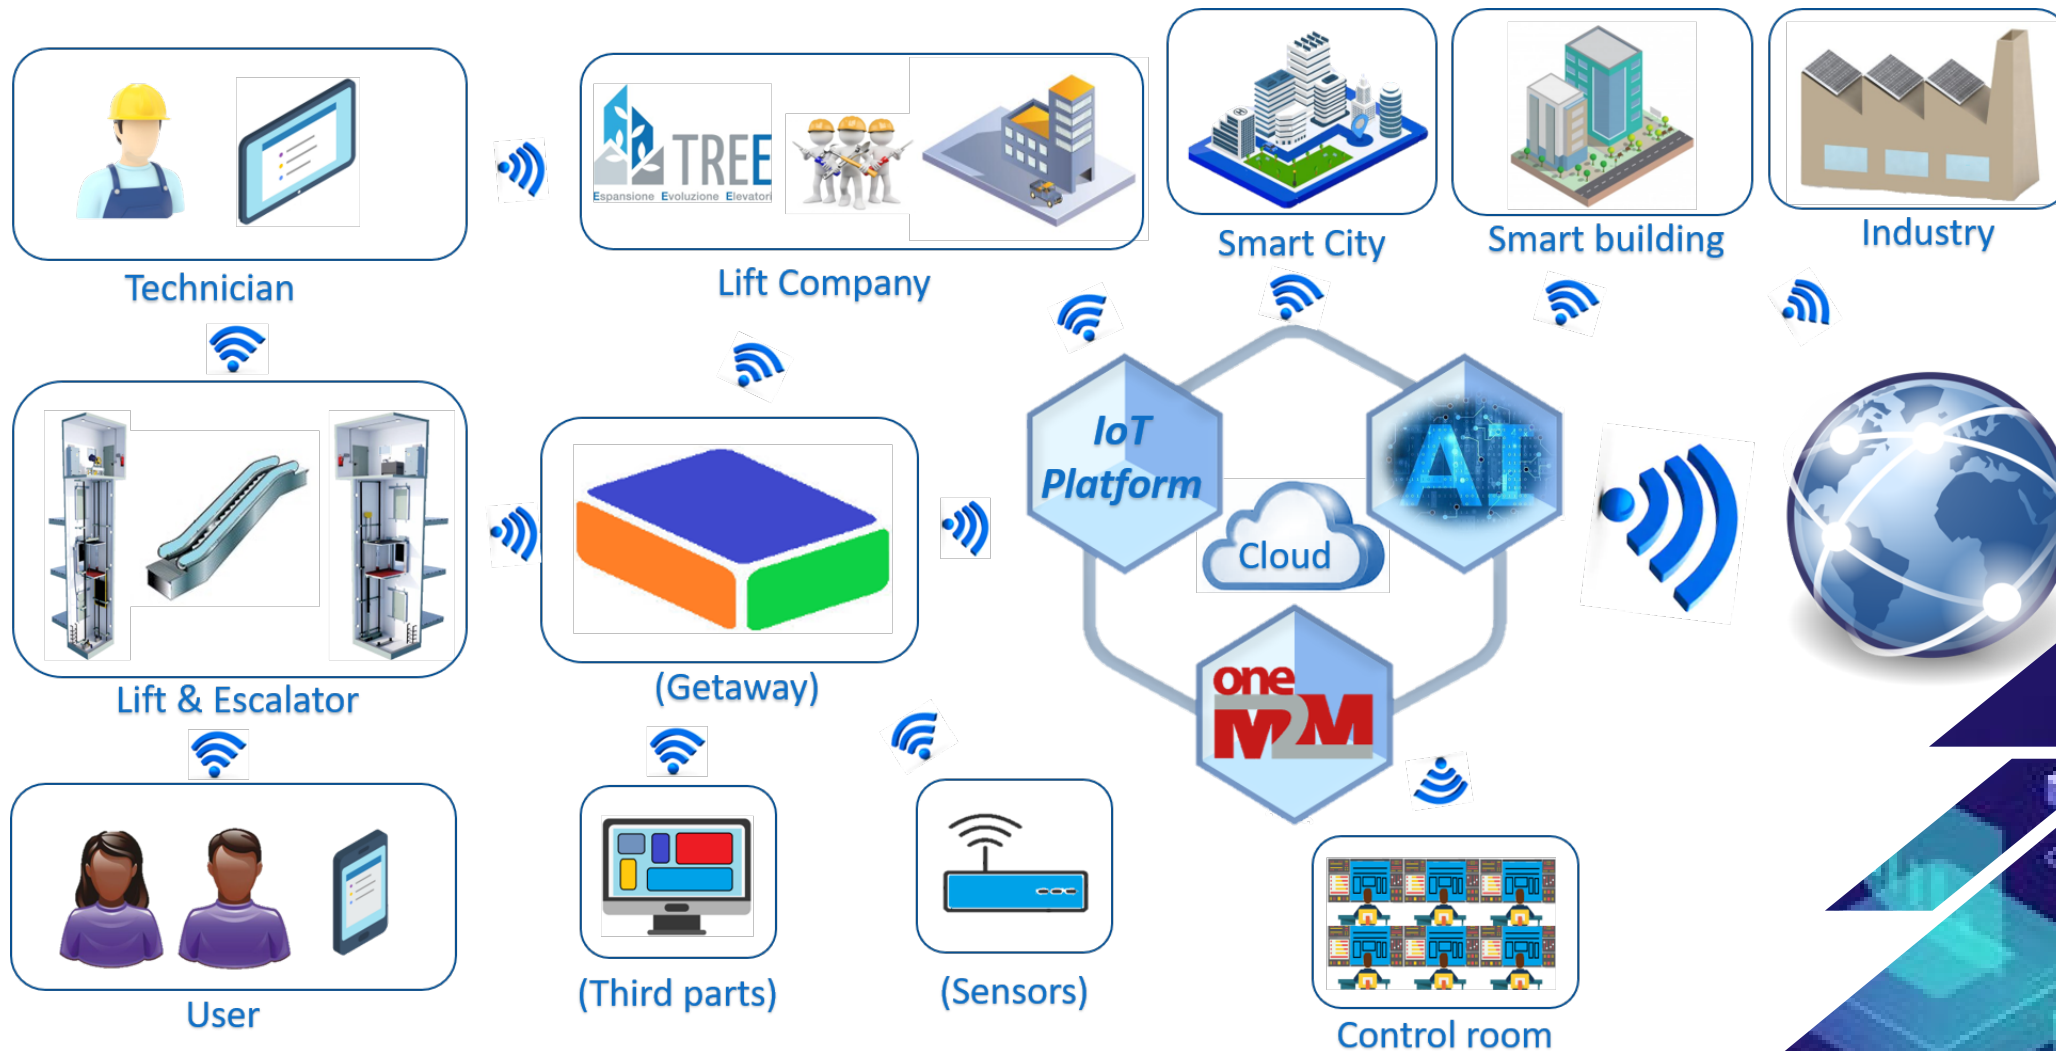 TREE
Espansione Evoluzione Elevatori
Technician
Lift Company
Smart City
Smart building
Industry
IoT
Platform
AI
Cloud
one
M2M
Lift & Escalator
(Getaway)
User
(Third parts)
(Sensors)
Control room